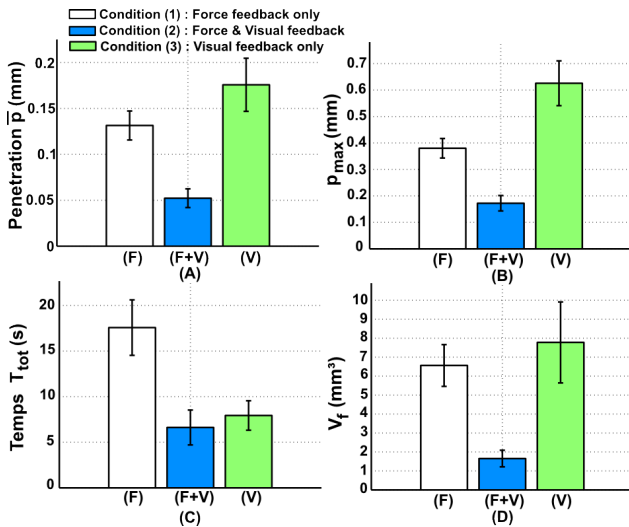 Condition (1) : Force feedback only
Condition (2) : Force & Visual feedback
Condition (3) : Visual feedback only
Penetration p̅ (mm)
0.2
0.15
0.1
0.05
0
(F) (F+V) (V)
(A)
p_max (mm)
0.7
0.6
0.5
0.4
0.3
0.2
0.1
0
(F) (F+V) (V)
(B)
Temps T_tot (s)
20
15
10
5
0
(F) (F+V) (V)
(C)
V_f (mm³)
10
9
8
7
6
5
4
3
2
1
0
(F) (F+V) (V)
(D)